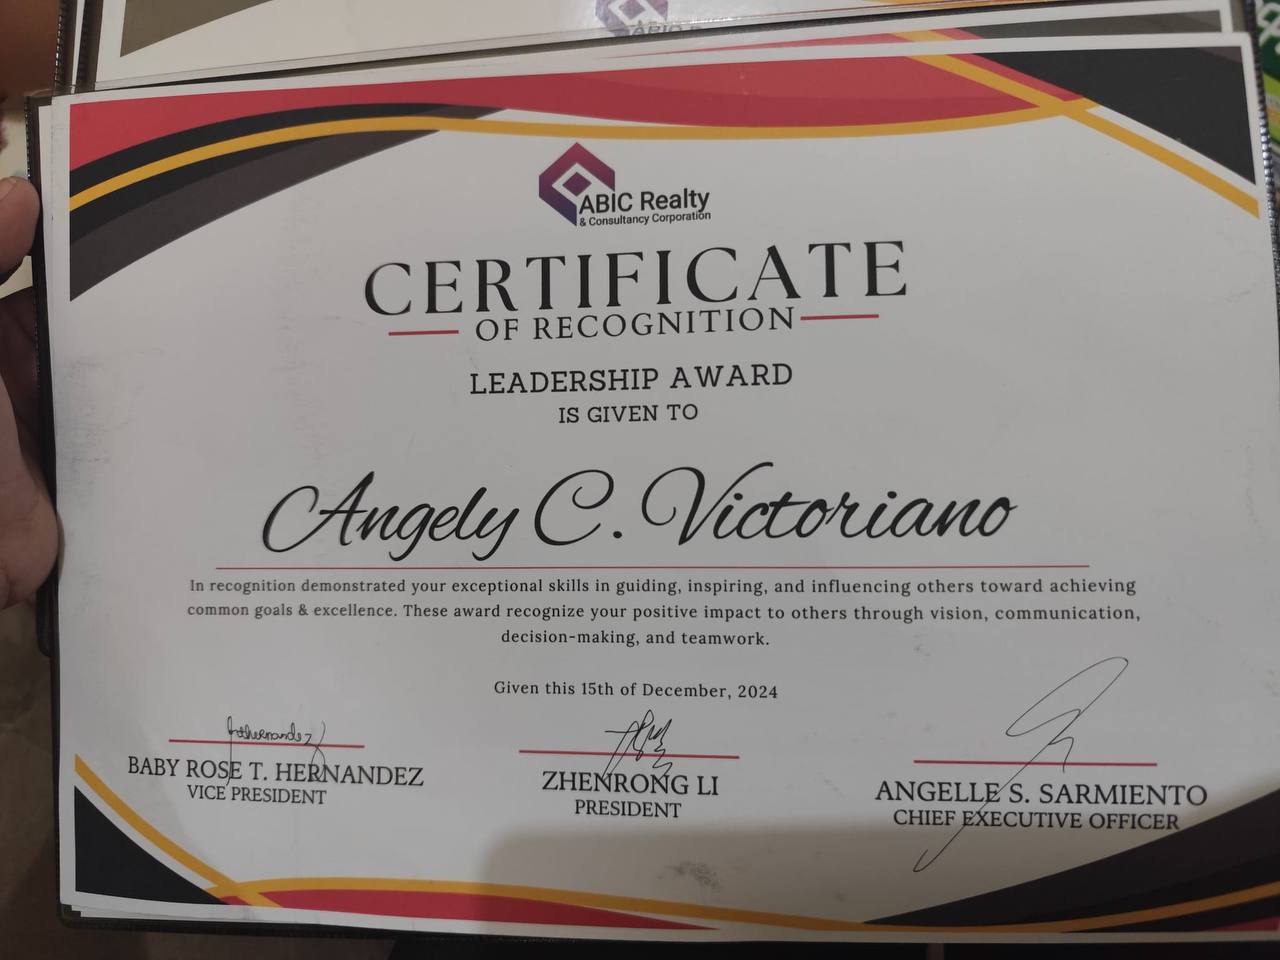 ABIC Realty
& Consultancy Corporation
CERTIFICATE
OF RECOGNITION
LEADERSHIP AWARD
IS GIVEN TO
Angely C. Victoriano
In recognition demonstrated your exceptional skills in guiding, inspiring, and influencing others toward achieving
common goals & excellence. These award recognize your positive impact to others through vision, communication,
decision-making, and teamwork.
Given this 15th of December, 2024
BABY ROSE T. HERNANDEZ
VICE PRESIDENT
ZHENRONG LI
PRESIDENT
ANGELLE S. SARMIENTO
CHIEF EXECUTIVE OFFICER